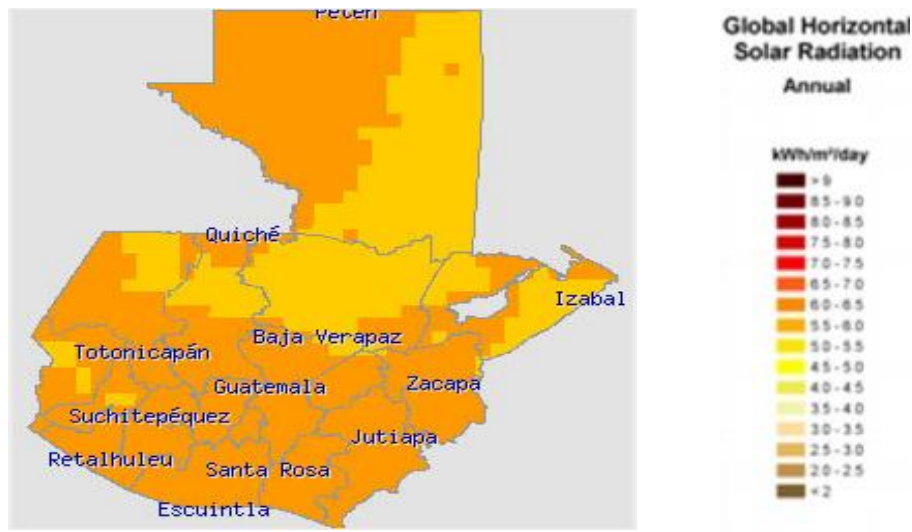 Petén
Quiché
Izabal
Baja Verapaz
Totonicapán
Guatemala
Zacapa
Suchitepéquez
Jutiapa
Retalhuleu
Santa Rosa
Escuintla
Global Horizontal
Solar Radiation
Annual
kWh/m²/day
> 9
8.5 - 9.0
8.0 - 8.5
7.5 - 8.0
7.0 - 7.5
6.5 - 7.0
6.0 - 6.5
5.5 - 6.0
5.0 - 5.5
4.5 - 5.0
4.0 - 4.5
3.5 - 4.0
3.0 - 3.5
2.5 - 3.0
2.0 - 2.5
< 2